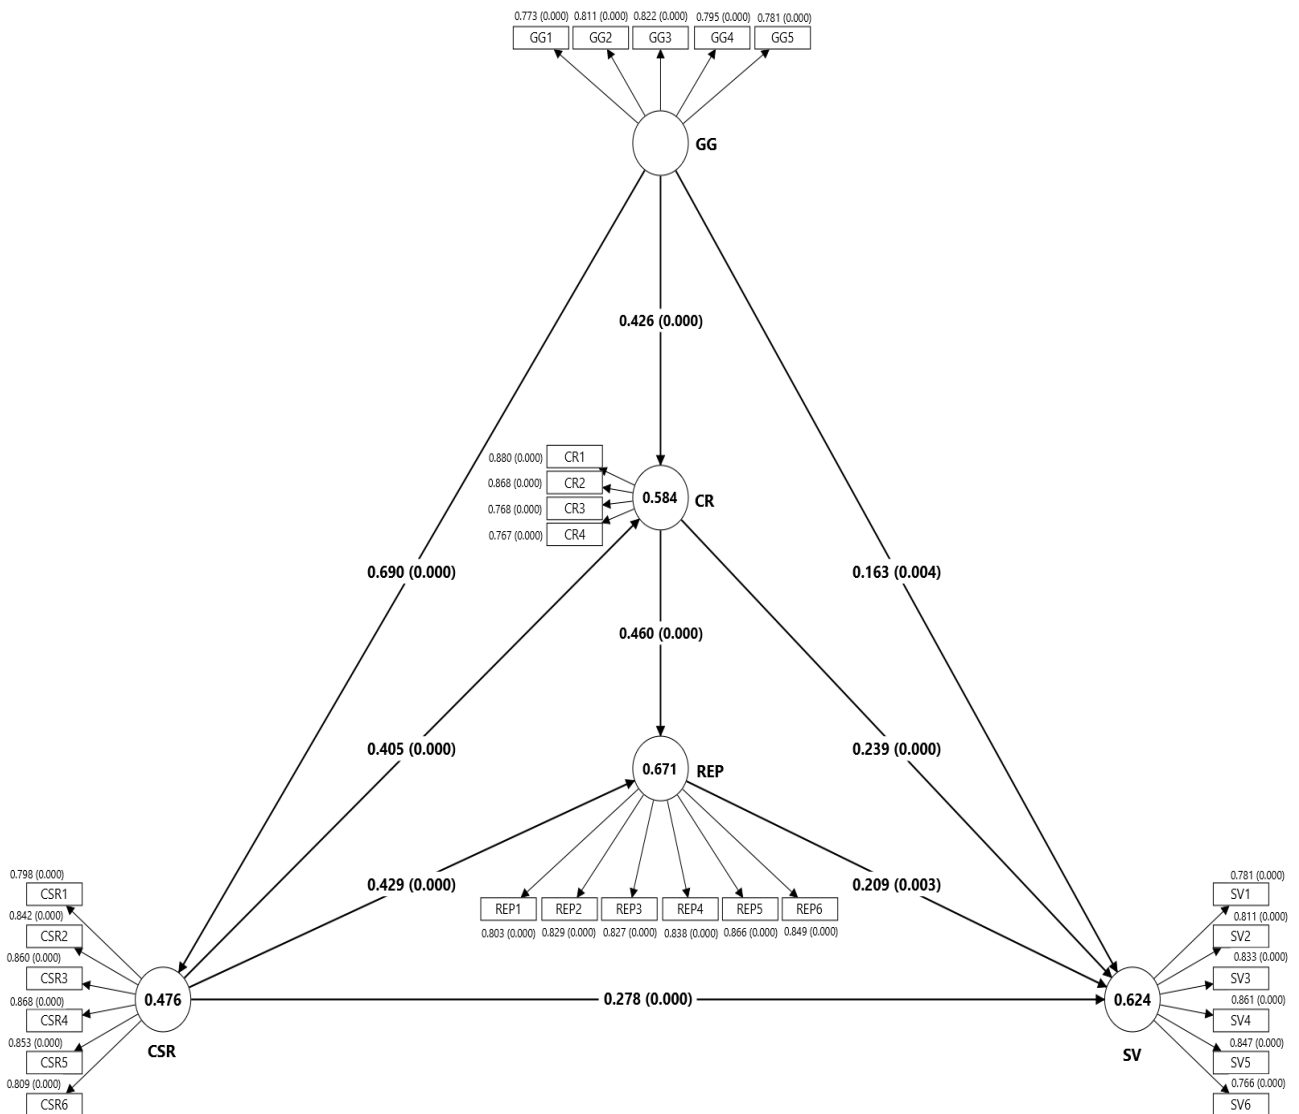 0.773 (0.000) 0.811 (0.000) 0.822 (0.000) 0.795 (0.000) 0.781 (0.000)
GG1 GG2 GG3 GG4 GG5
GG
0.426 (0.000)
0.880 (0.000) CR1
0.868 (0.000) CR2
0.768 (0.000) CR3
0.767 (0.000) CR4
0.584 CR
0.690 (0.000) 0.163 (0.004)
0.460 (0.000)
0.405 (0.000) 0.239 (0.000)
0.671 REP
0.429 (0.000) 0.209 (0.003)
REP1 REP2 REP3 REP4 REP5 REP6
0.803 (0.000) 0.829 (0.000) 0.827 (0.000) 0.838 (0.000) 0.866 (0.000) 0.849 (0.000)
0.798 (0.000)
CSR1
0.842 (0.000)
CSR2
0.860 (0.000)
CSR3
0.868 (0.000)
CSR4
0.853 (0.000)
CSR5
0.809 (0.000)
CSR6
0.476
CSR
0.278 (0.000)
0.624
SV
0.781 (0.000)
SV1
0.811 (0.000)
SV2
0.833 (0.000)
SV3
0.861 (0.000)
SV4
0.847 (0.000)
SV5
0.766 (0.000)
SV6